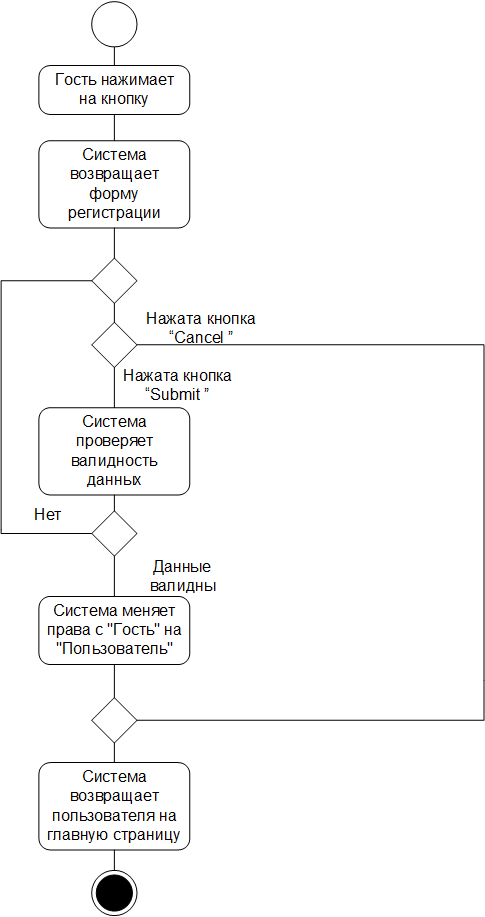 Гость нажимает
на кнопку
Система
возвращает
форму
регистрации
Нажата кнопка
“Cancel ”
Нажата кнопка
“Submit ”
Система
проверяет
валидность
данных
Нет
Данные
валидны
Система меняет
права с "Гость" на
"Пользователь"
Система
возвращает
пользователя на
главную страницу